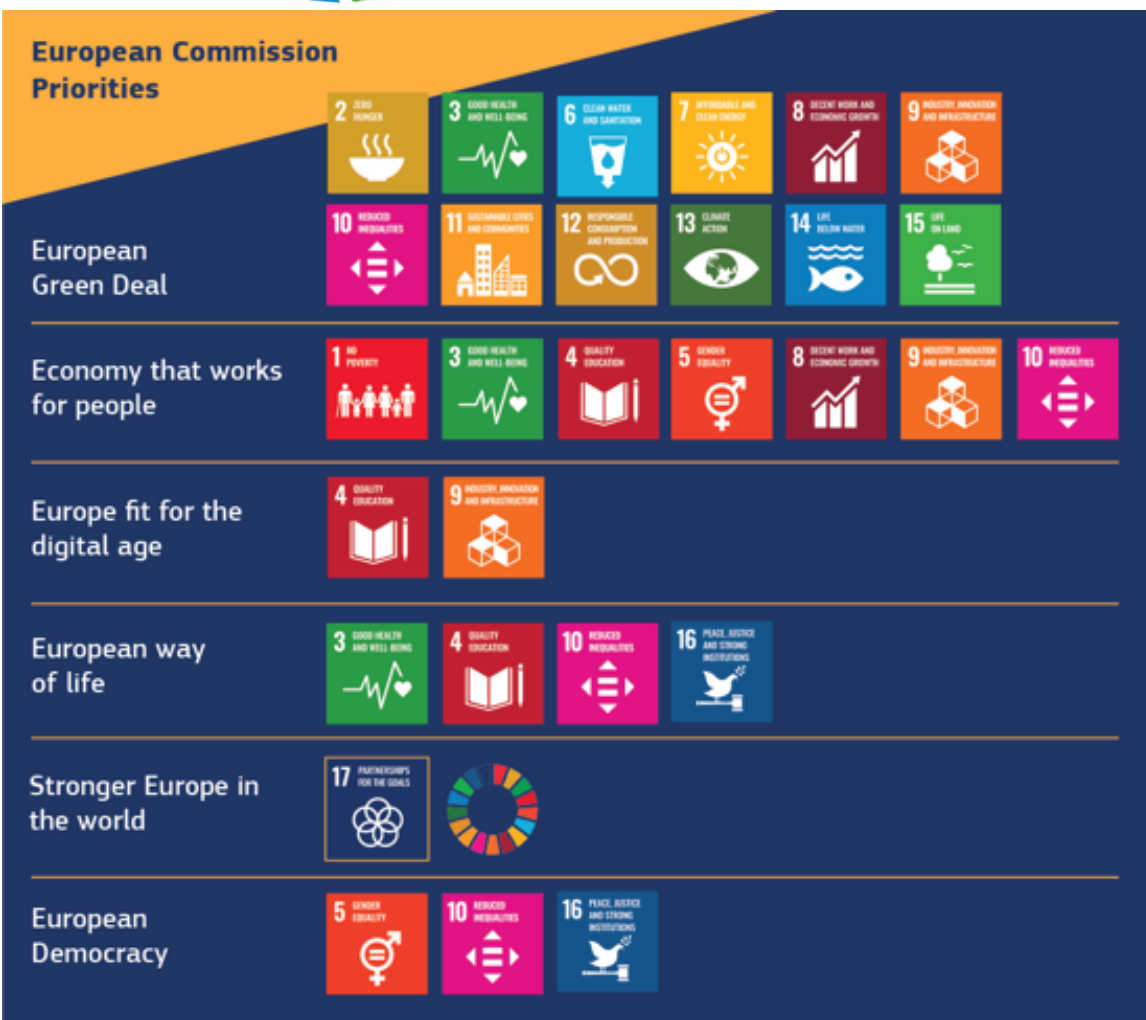 European Commission
Priorities
2 ZERO
HUNGER
3 GOOD HEALTH
AND WELL-BEING
6 CLEAN WATER
AND SANITATION
7 AFFORDABLE AND
CLEAN ENERGY
8 DECENT WORK AND
ECONOMIC GROWTH
9 INDUSTRY, INNOVATION
AND INFRASTRUCTURE
European
Green Deal
10 REDUCED
INEQUALITIES
11 SUSTAINABLE CITIES
AND COMMUNITIES
12 RESPONSIBLE
CONSUMPTION
AND PRODUCTION
13 CLIMATE
ACTION
14 LIFE
BELOW WATER
15 LIFE
ON LAND
Economy that works
for people
1 NO
POVERTY
3 GOOD HEALTH
AND WELL-BEING
4 QUALITY
EDUCATION
5 GENDER
EQUALITY
8 DECENT WORK AND
ECONOMIC GROWTH
9 INDUSTRY, INNOVATION
AND INFRASTRUCTURE
10 REDUCED
INEQUALITIES
Europe fit for the
digital age
4 QUALITY
EDUCATION
9 INDUSTRY, INNOVATION
AND INFRASTRUCTURE
European way
of life
3 GOOD HEALTH
AND WELL-BEING
4 QUALITY
EDUCATION
10 REDUCED
INEQUALITIES
16 PEACE, JUSTICE
AND STRONG
INSTITUTIONS
Stronger Europe in
the world
17 PARTNERSHIPS
FOR THE GOALS
European
Democracy
5 GENDER
EQUALITY
10 REDUCED
INEQUALITIES
16 PEACE, JUSTICE
AND STRONG
INSTITUTIONS